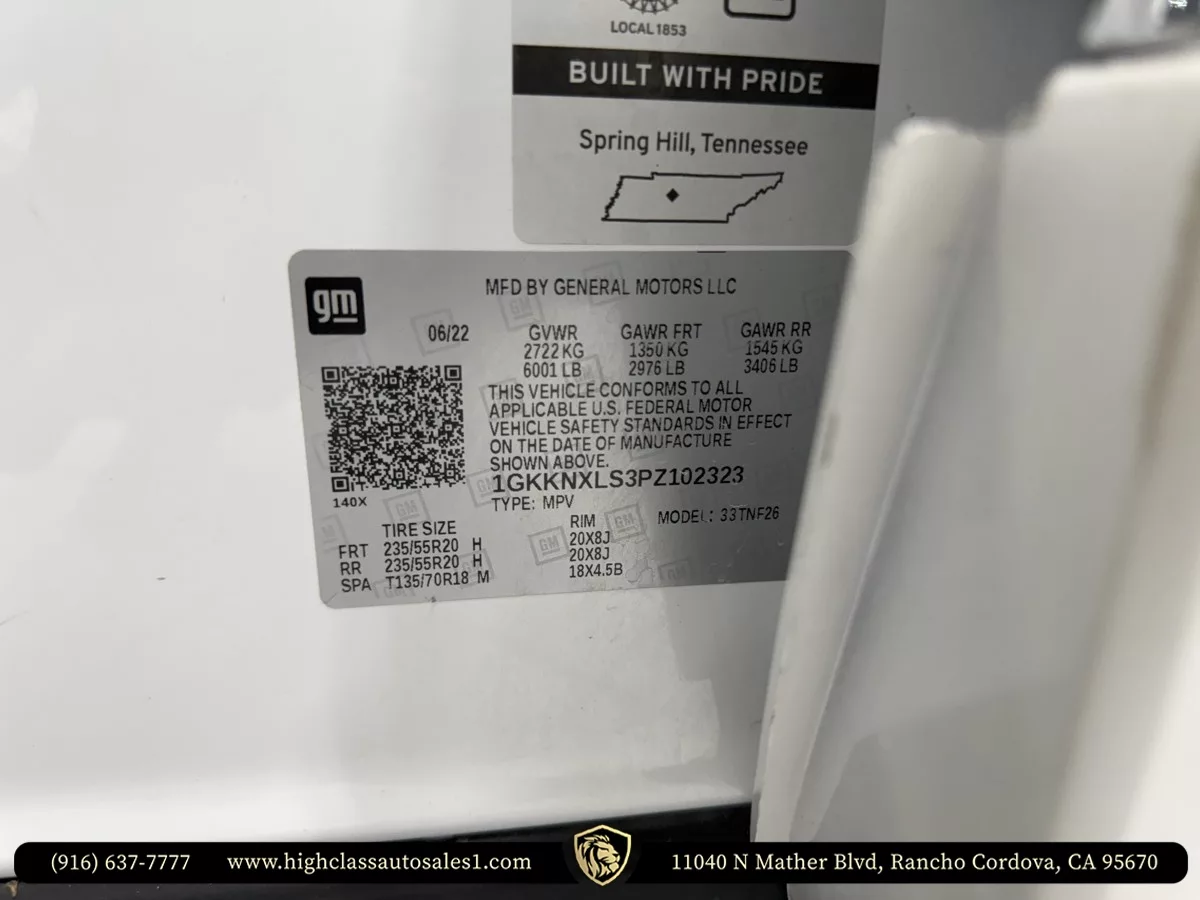 LOCAL 1853
BUILT WITH PRIDE
Spring Hill, Tennessee
gm
MFD BY GENERAL MOTORS LLC
06/22 GVWR GAWR FRT GAWR RR
2722 KG 1350 KG 1545 KG
6001 LB 2976 LB 3406 LB
THIS VEHICLE CONFORMS TO ALL
APPLICABLE U.S. FEDERAL MOTOR
VEHICLE SAFETY STANDARDS IN EFFECT
ON THE DATE OF MANUFACTURE
SHOWN ABOVE.
1GKKNXLS3PZ102323
140X
TYPE: MPV
MODEL: 33TNF26
TIRE SIZE RIM
FRT 235/55R20 H 20X8J
RR 235/55R20 H 20X8J
SPA T135/70R18 M 18X4.5B
(916) 637-7777 www.highclassautosales1.com 11040 N Mather Blvd, Rancho Cordova, CA 95670